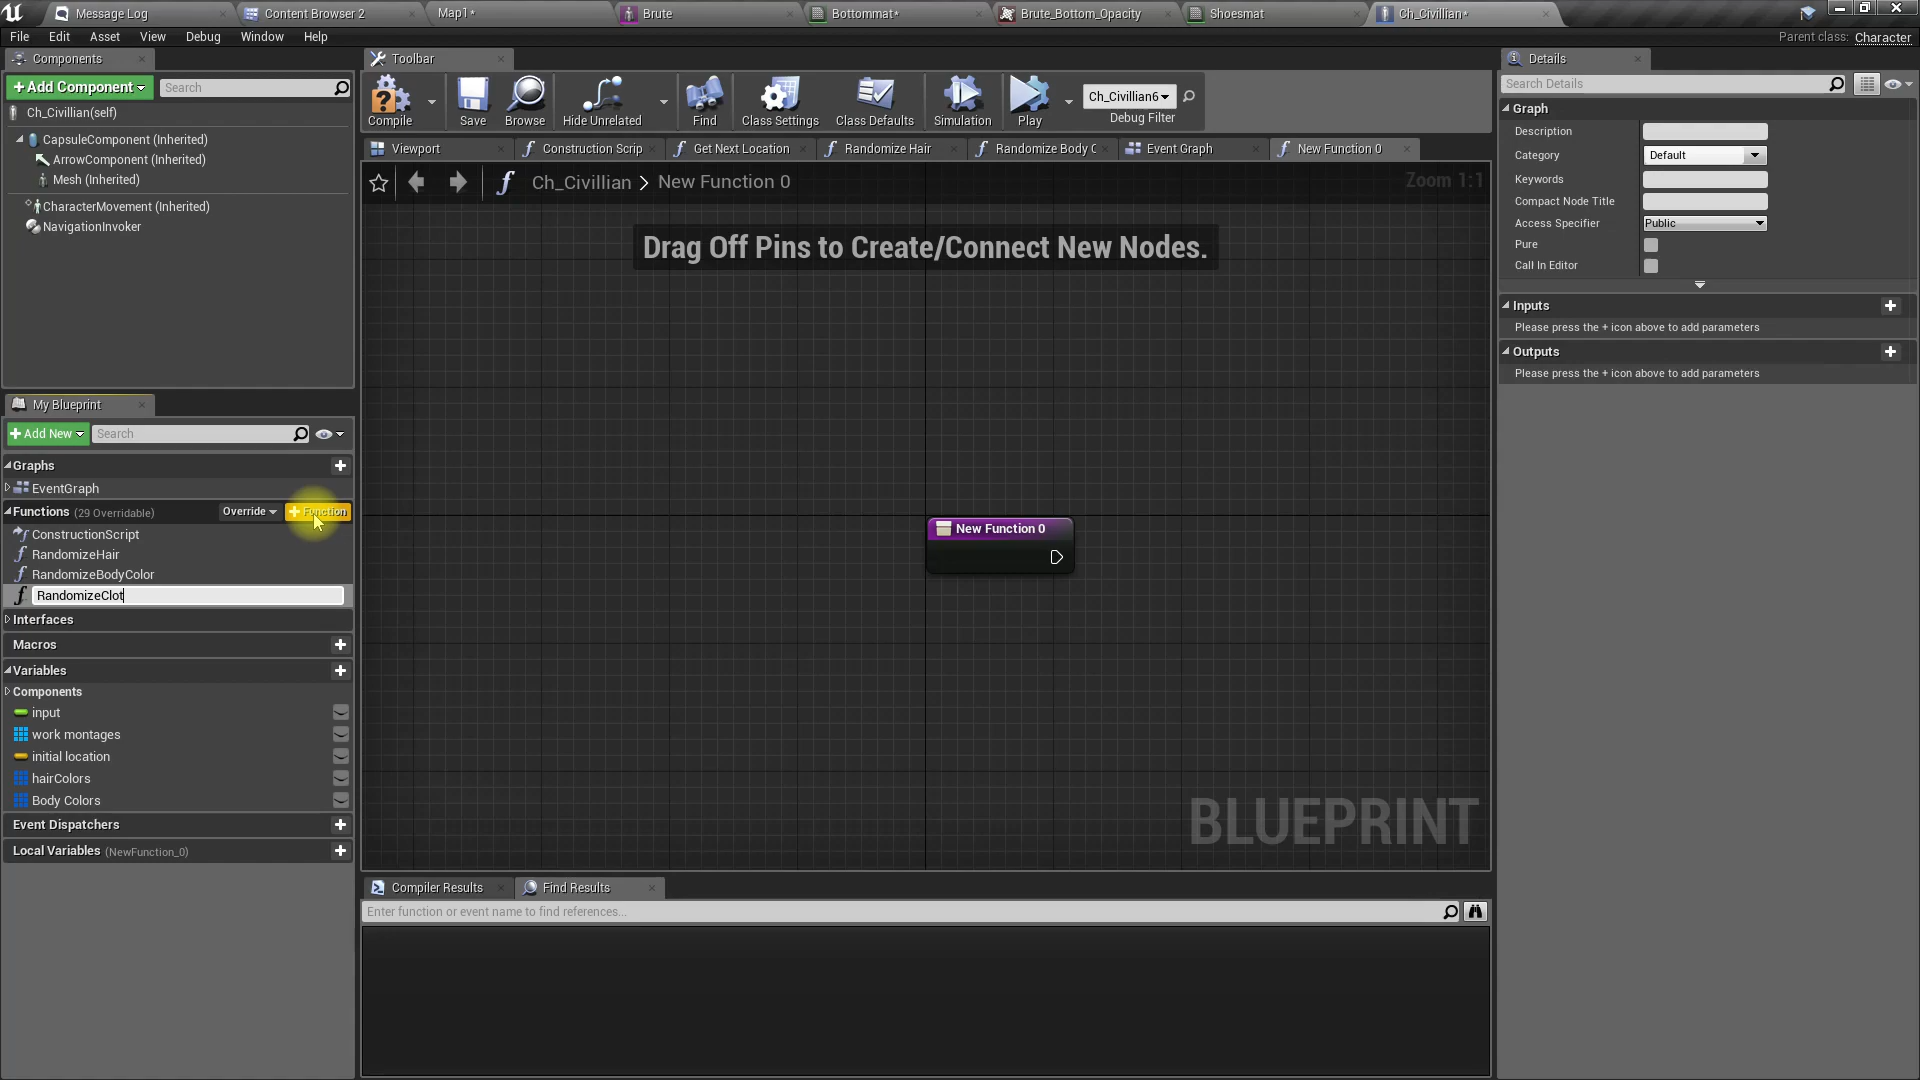 Message Log
Content Browser 2
Map1*
Brute
Bottommat*
Brute_Bottom_Opacity
Shoesmat
Ch_Civillian*
File Edit Asset View Debug Window Help
Parent class: Character
Components
Toolbar
Details
+Add Component
Search
Search Details
Ch_Civillian(self)
CapsuleComponent (Inherited)
ArrowComponent (Inherited)
Mesh (Inherited)
CharacterMovement (Inherited)
NavigationInvoker
Compile
Save
Browse
Hide Unrelated
Find
Class Settings
Class Defaults
Simulation
Play
Ch_Civillian6
Debug Filter
Viewport
Construction Scrip
Get Next Location
Randomize Hair
Randomize Body C
Event Graph
New Function 0
Ch_Civillian > New Function 0
Zoom 1:1
Drag Off Pins to Create/Connect New Nodes.
New Function 0
BLUEPRINT
Graph
Description
Category Default
Keywords
Compact Node Title
Access Specifier Public
Pure
Call In Editor
Inputs
Please press the + icon above to add parameters
Outputs
Please press the + icon above to add parameters
My Blueprint
+Add New
Search
Graphs
EventGraph
Functions (29 Overridable)
Override
+Function
ConstructionScript
RandomizeHair
RandomizeBodyColor
RandomizeClot
Interfaces
Macros
Variables
Components
input
work montages
initial location
hairColors
Body Colors
Event Dispatchers
Local Variables (NewFunction_0)
Compiler Results
Find Results
Enter function or event name to find references...